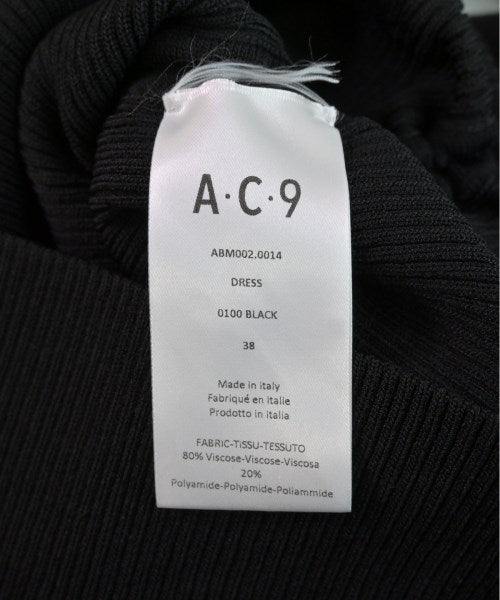 A·C·9
ABM002.0014
DRESS
0100 BLACK
38
Made in Italy
Fabriqué en Italie
Prodotto in Italia
FABRIC-TISSU-TESSUTO
80% Viscose-Viscose-Viscosa
20%
Polyamide-Polyamide-Poliammide